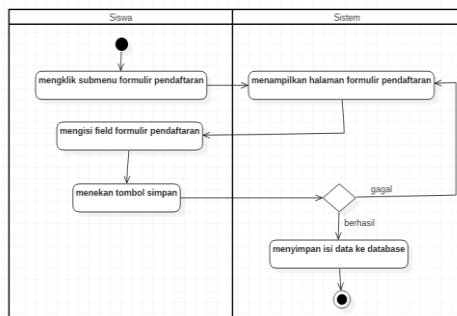 Siswa
Sistem
mengklik submenu formulir pendaftaran
menampilkan halaman formulir pendaftaran
mengisi field formulir pendaftaran
menekan tombol simpan
gagal
berhasil
menyimpan isi data ke database